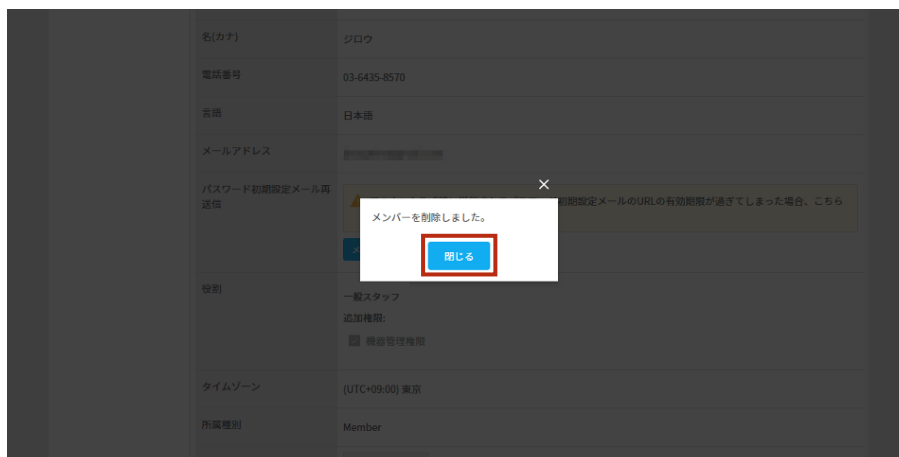 名(カナ)
ジロウ
電話番号
03-6435-8570
言語
日本語
メールアドレス
パスワード初期設定メール再
送信
初期設定メールのURLの有効期限が過ぎてしまった場合、こちら
メンバーを削除しました。
閉じる
役割
一般スタッフ
追加権限:
機器管理権限
タイムゾーン
(UTC+09:00) 東京
所属種別
Member